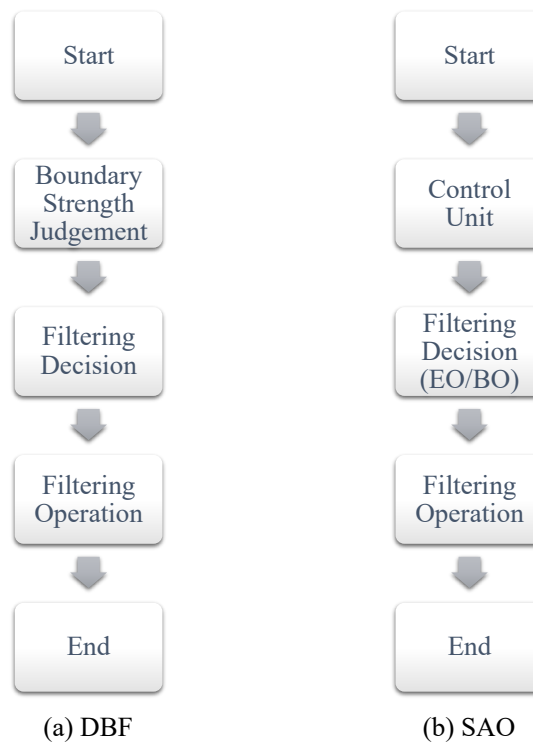 Start
Boundary
Strength
Judgement
Filtering
Decision
Filtering
Operation
End
(a) DBF
Start
Control
Unit
Filtering
Decision
(EO/BO)
Filtering
Operation
End
(b) SAO